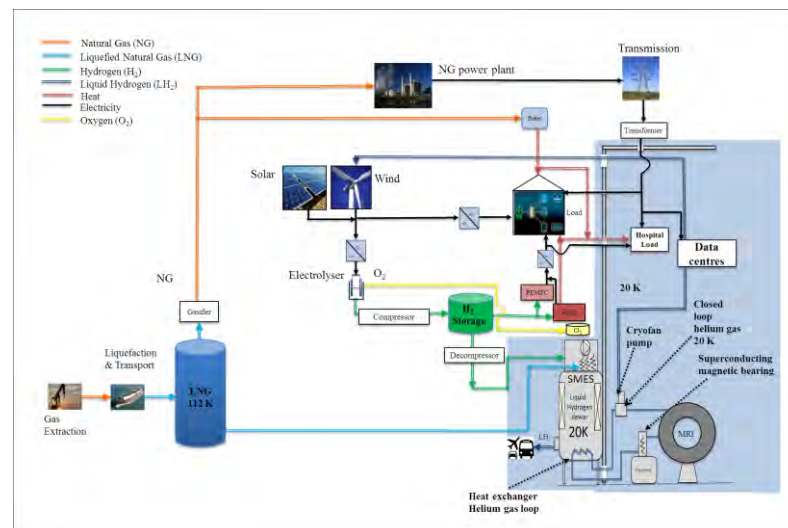 Natural Gas (NG)
Liquefied Natural Gas (LNG)
Hydrogen (H₂)
Liquid Hydrogen (LH₂)
Heat
Electricity
Oxygen (O₂)
NG power plant
Transmission
Transformer
Boiler
Solar
Wind
Load
Hospital
Load
Data
centres
Electrolyser
O₂
NG
Gasifier
Compressor
H₂
Storage
PEMFC
O₂
Decompressor
20 K
Closed
loop
helium gas
20 K
Cryofan
pump
Superconducting
magnetic bearing
Liquefaction
& Transport
LNG
112 K
Gas
Extraction
SMES
Liquid
Hydrogen
dewar
20K
LH₂
MRI
Heat exchanger
Helium gas loop